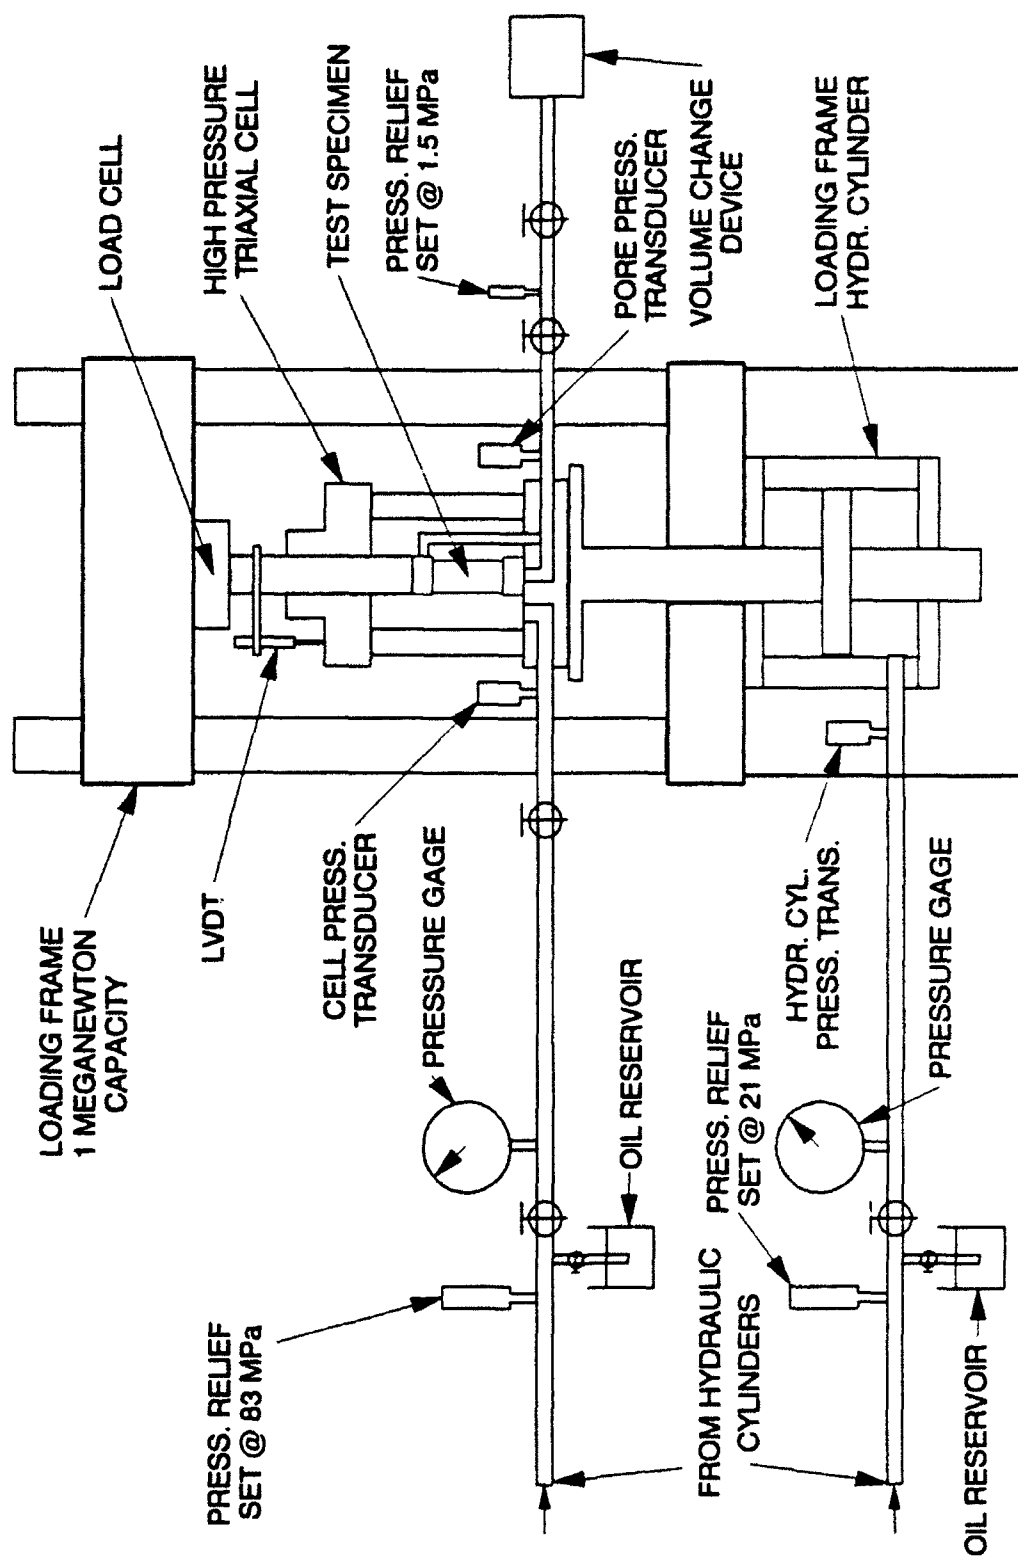 LOADING FRAME
1 MEGANEWTON
CAPACITY
LOAD CELL
LVDT
HIGH PRESSURE
TRIAXIAL CELL
CELL PRESS.
TRANSDUCER
TEST SPECIMEN
PRESS. RELIEF
SET @ 83 MPa
PRESSURE GAGE
PRESS. RELIEF
SET @ 1.5 MPa
OIL RESERVOIR
PORE PRESS.
TRANSDUCER
VOLUME CHANGE
DEVICE
FROM HYDRAULIC
CYLINDERS
PRESS. RELIEF
SET @ 21 MPa
HYDR. CYL.
PRESS. TRANS.
LOADING FRAME
HYDR. CYLINDER
PRESSURE GAGE
OIL RESERVOIR